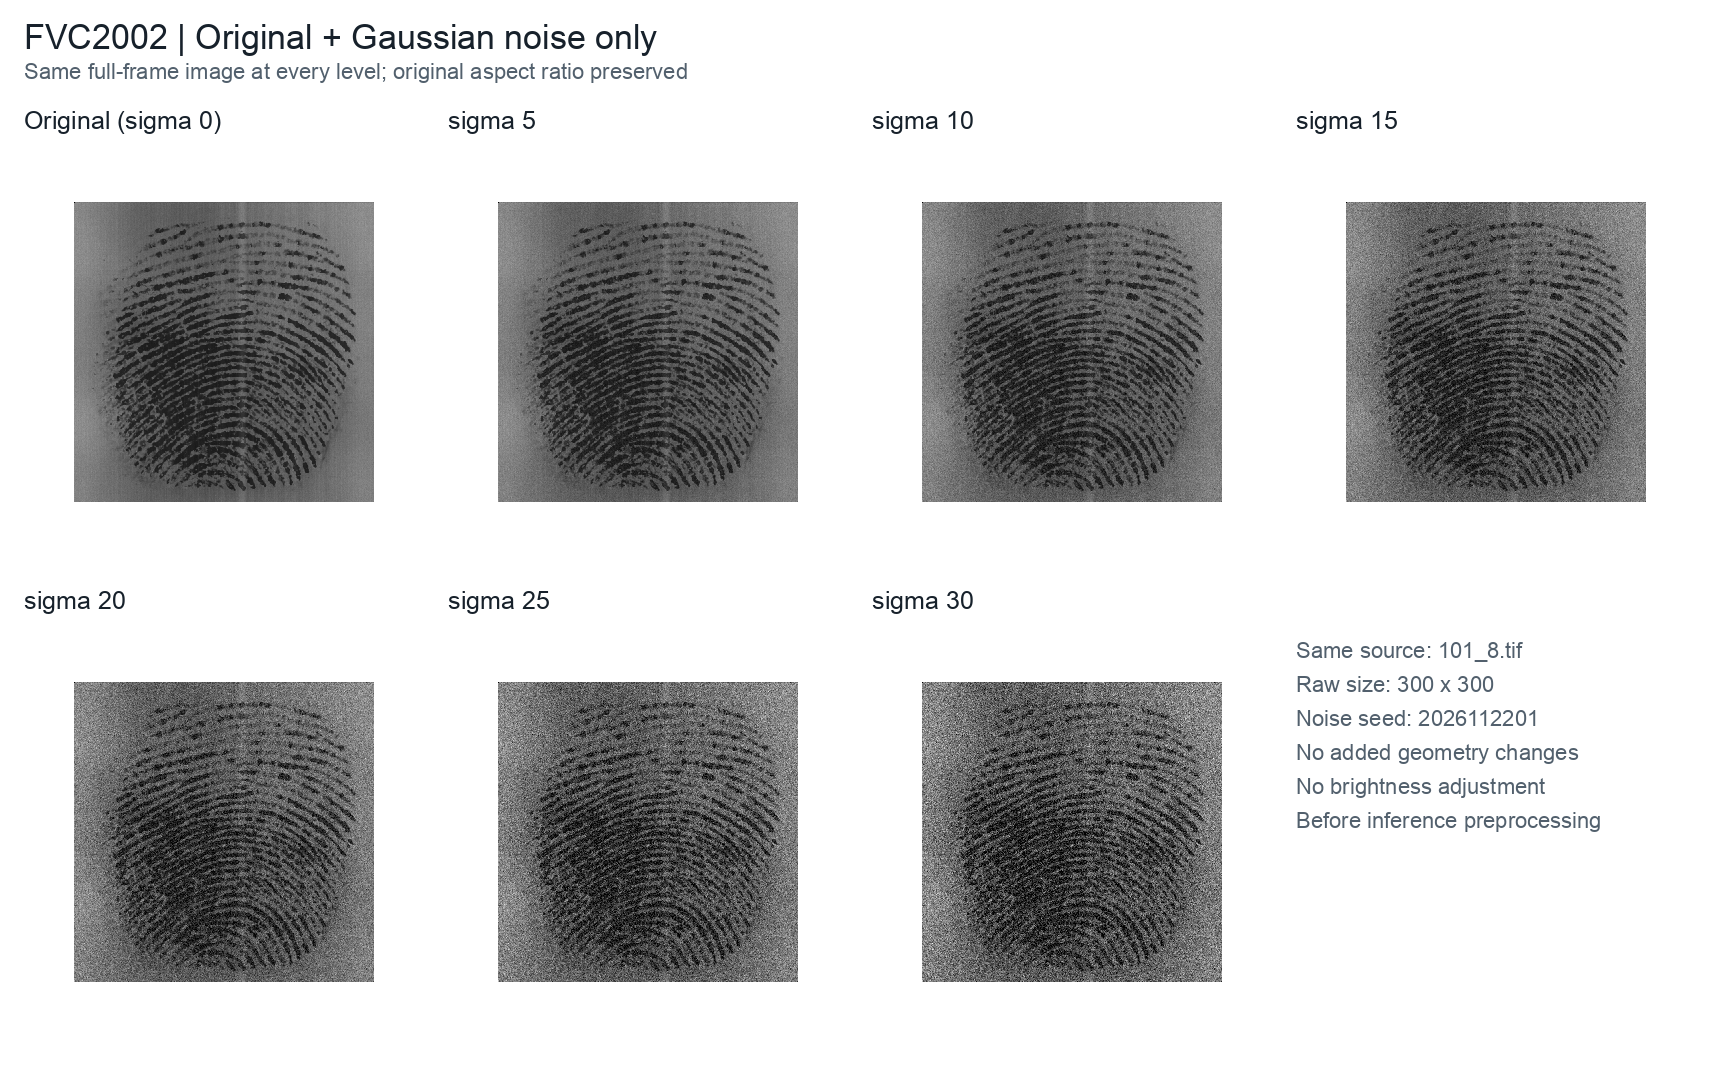 FVC2002 | Original + Gaussian noise only
Same full-frame image at every level; original aspect ratio preserved
Original (sigma 0)
sigma 5
sigma 10
sigma 15
sigma 20
sigma 25
sigma 30
Same source: 101_8.tif
Raw size: 300 x 300
Noise seed: 2026112201
No added geometry changes
No brightness adjustment
Before inference preprocessing